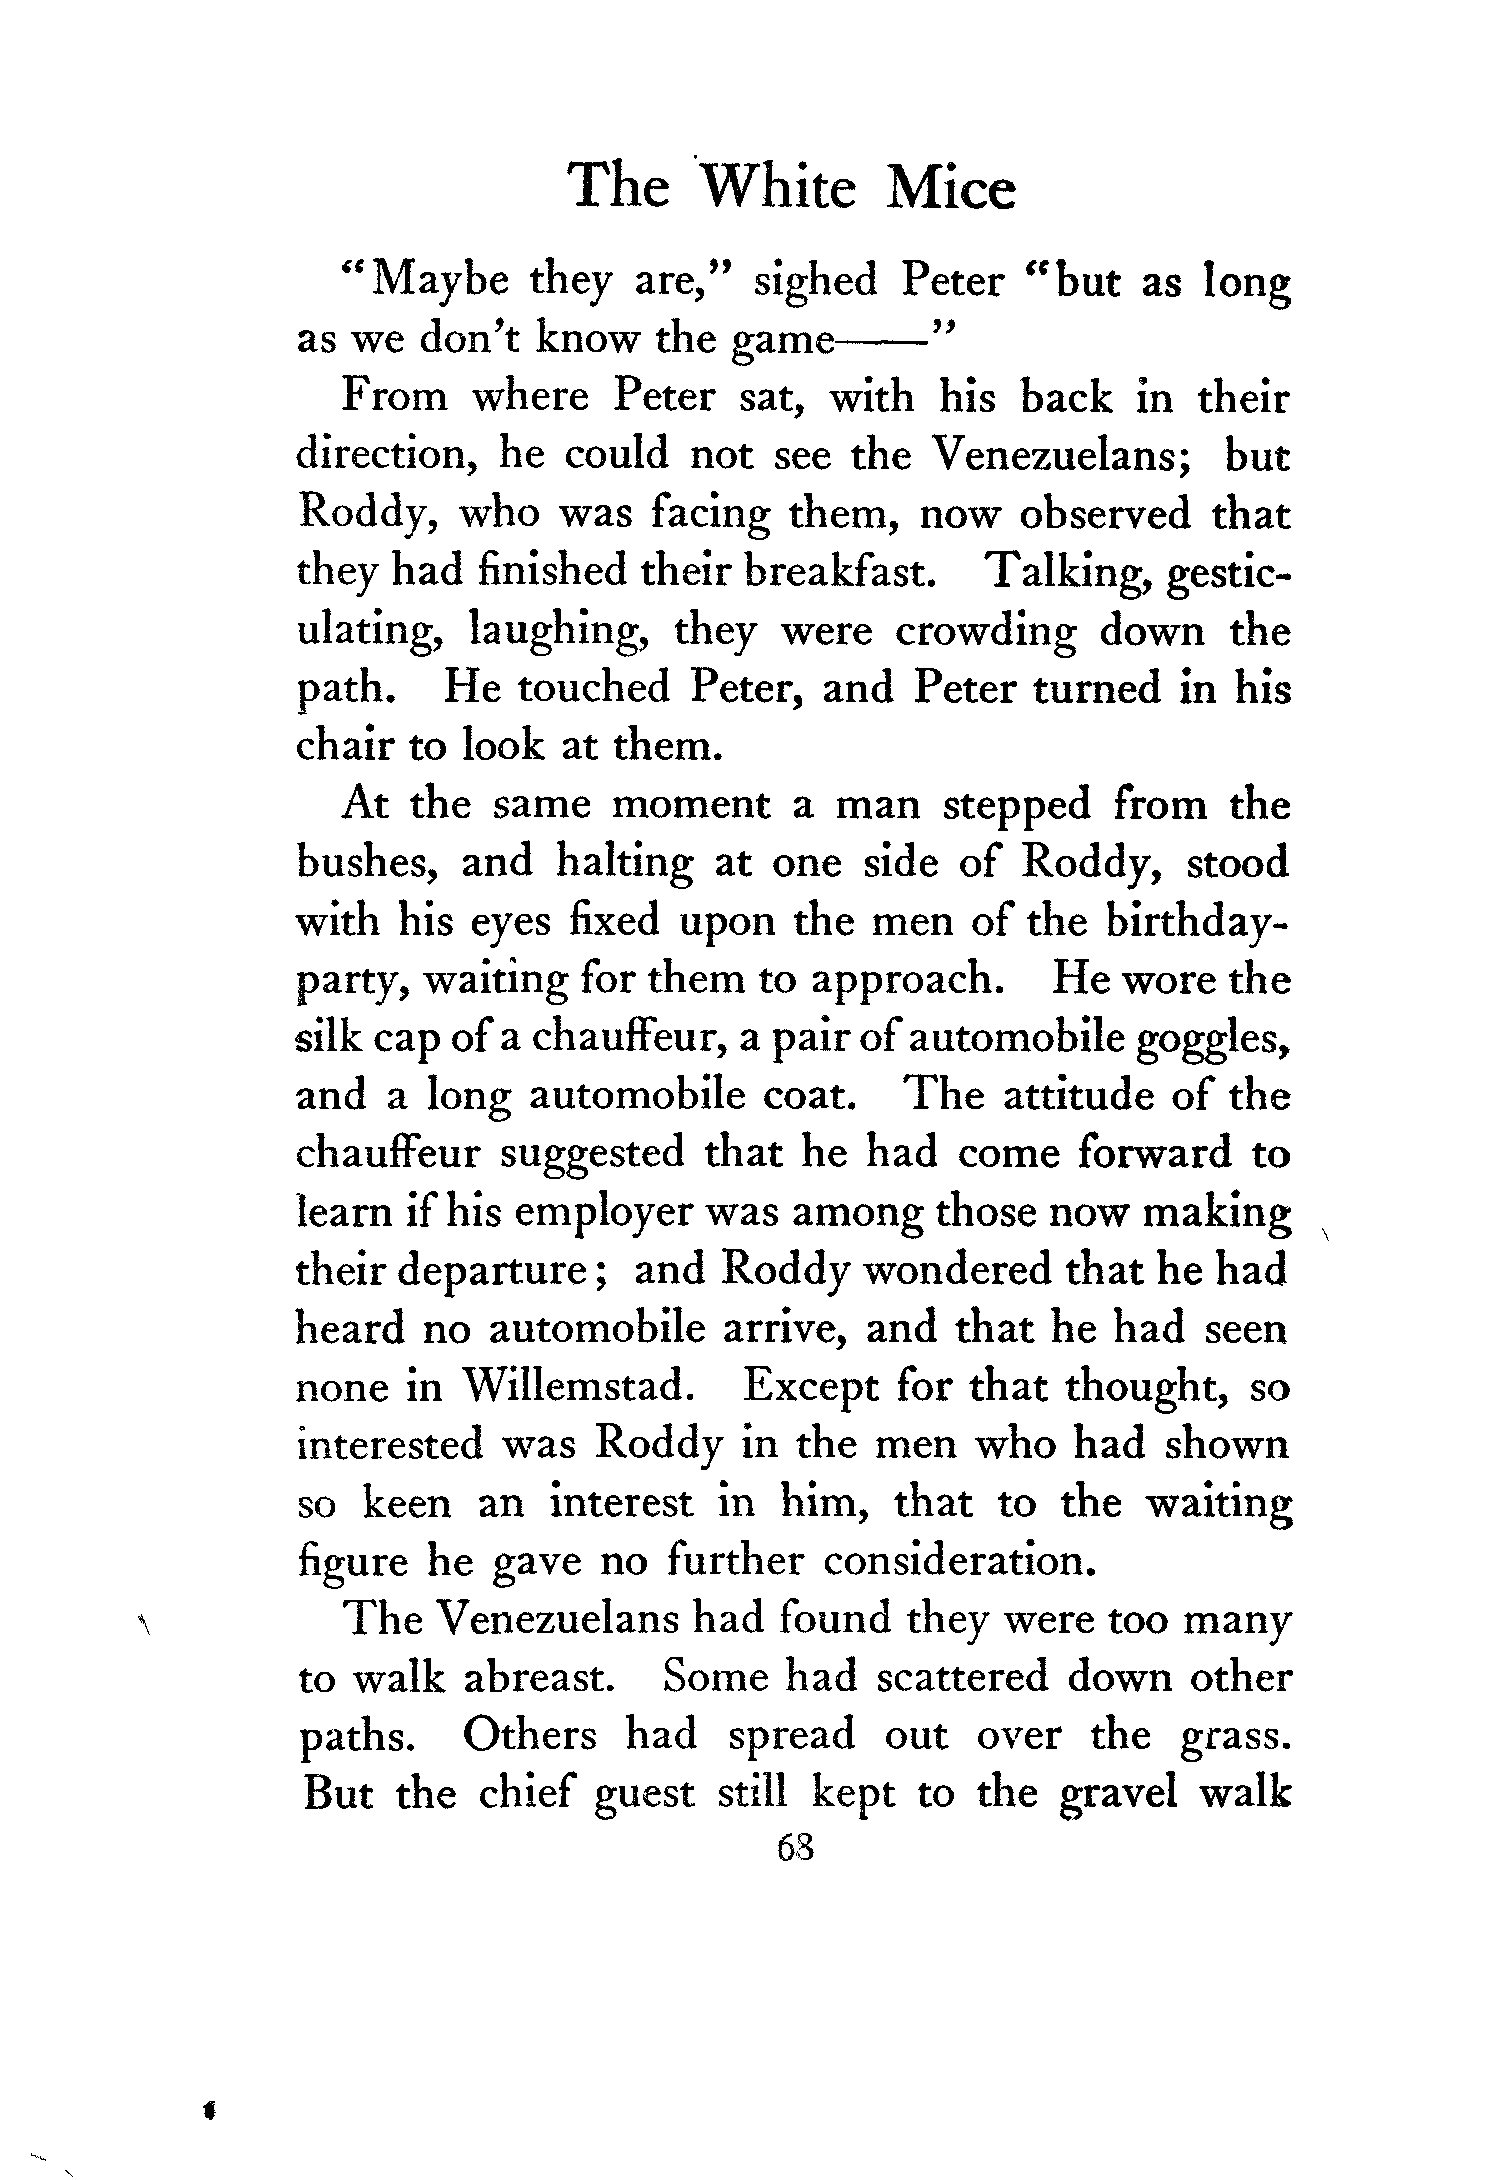 The White Mice
"Maybe they are," sighed Peter "but as long
as we don't know the game——"
From where Peter sat, with his back in their
direction, he could not see the Venezuelans; but
Roddy, who was facing them, now observed that
they had finished their breakfast. Talking, gestic-
ulating, laughing, they were crowding down the
path. He touched Peter, and Peter turned in his
chair to look at them.
At the same moment a man stepped from the
bushes, and halting at one side of Roddy, stood
with his eyes fixed upon the men of the birthday-
party, waiting for them to approach. He wore the
silk cap of a chauffeur, a pair of automobile goggles,
and a long automobile coat. The attitude of the
chauffeur suggested that he had come forward to
learn if his employer was among those now making
their departure; and Roddy wondered that he had
heard no automobile arrive, and that he had seen
none in Willemstad. Except for that thought, so
interested was Roddy in the men who had shown
so keen an interest in him, that to the waiting
figure he gave no further consideration.
The Venezuelans had found they were too many
to walk abreast. Some had scattered down other
paths. Others had spread out over the grass.
But the chief guest still kept to the gravel walk
68